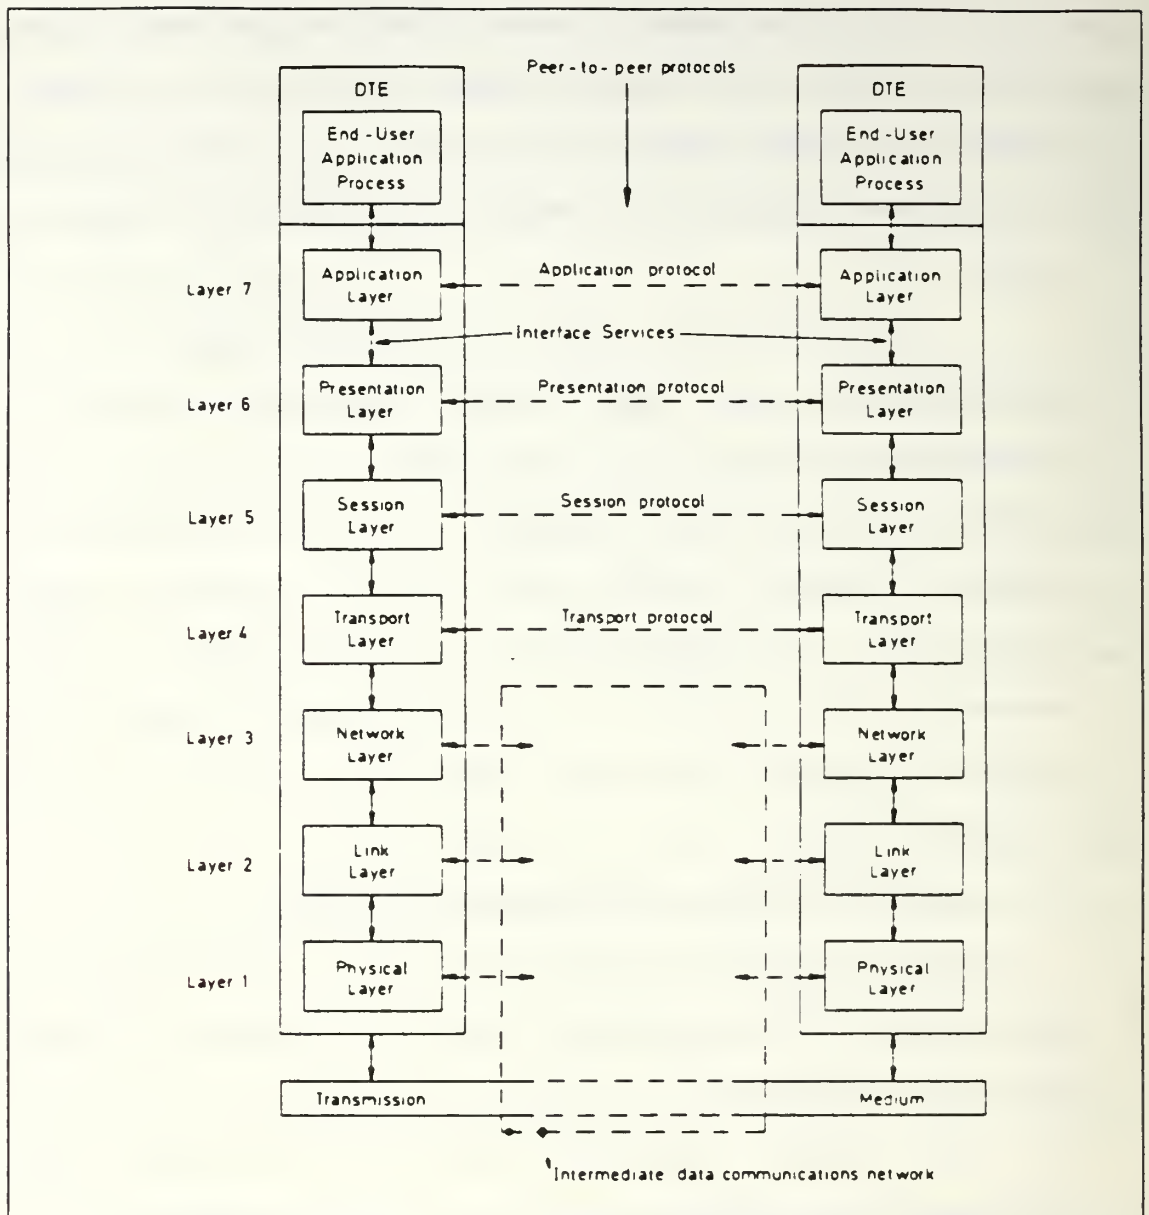 Peer-to-peer protocols
DTE
DTE
End-User
Application
Process
End-User
Application
Process
Layer 7
Application
Layer
Application protocol
Application
Layer
Interface Services
Layer 6
Presentation
Layer
Presentation protocol
Presentation
Layer
Layer 5
Session
Layer
Session protocol
Session
Layer
Layer 4
Transport
Layer
Transport protocol
Transport
Layer
Layer 3
Network
Layer
Network
Layer
Layer 2
Link
Layer
Link
Layer
Layer 1
Physical
Layer
Physical
Layer
Transmission
Medium
Intermediate data communications network